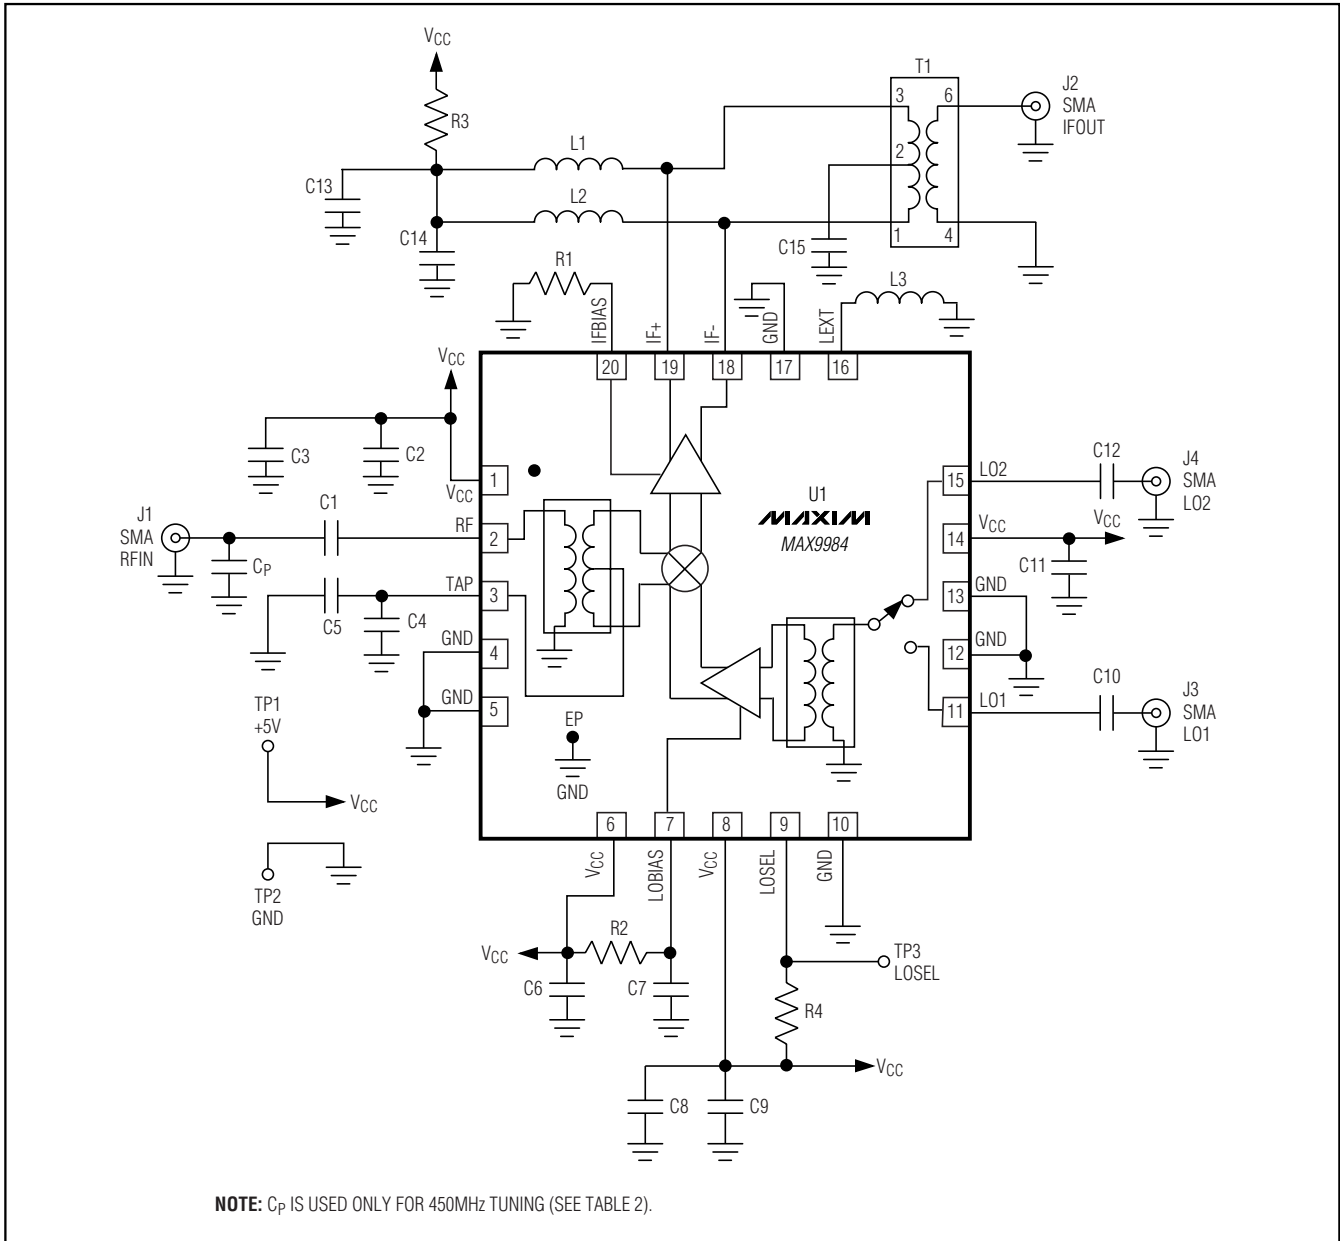 VCC
R3
T1
3
6
2
1
4
J2
SMA
IFOUT
L1
L2
C13
C14
C15
R1
L3
IFBIAS
IF+
IF-
GND
LEXT
20
19
18
17
16
VCC
C3
C2
1
VCC
J1
SMA
RFIN
C1
RF
2
CP
TAP
3
C5
C4
GND
4
GND
5
U1
MAXIM
MAX9984
15
LO2
C12
J4
SMA
LO2
14
VCC
VCC
C11
13
GND
12
GND
11
LO1
C10
J3
SMA
LO1
TP1
+5V
VCC
TP2
GND
EP
GND
6
7
8
9
10
VCC
LOBIAS
VCC
LOSEL
GND
VCC
R2
C6
C7
TP3
LOSEL
R4
VCC
C8
C9
NOTE: CP IS USED ONLY FOR 450MHz TUNING (SEE TABLE 2).